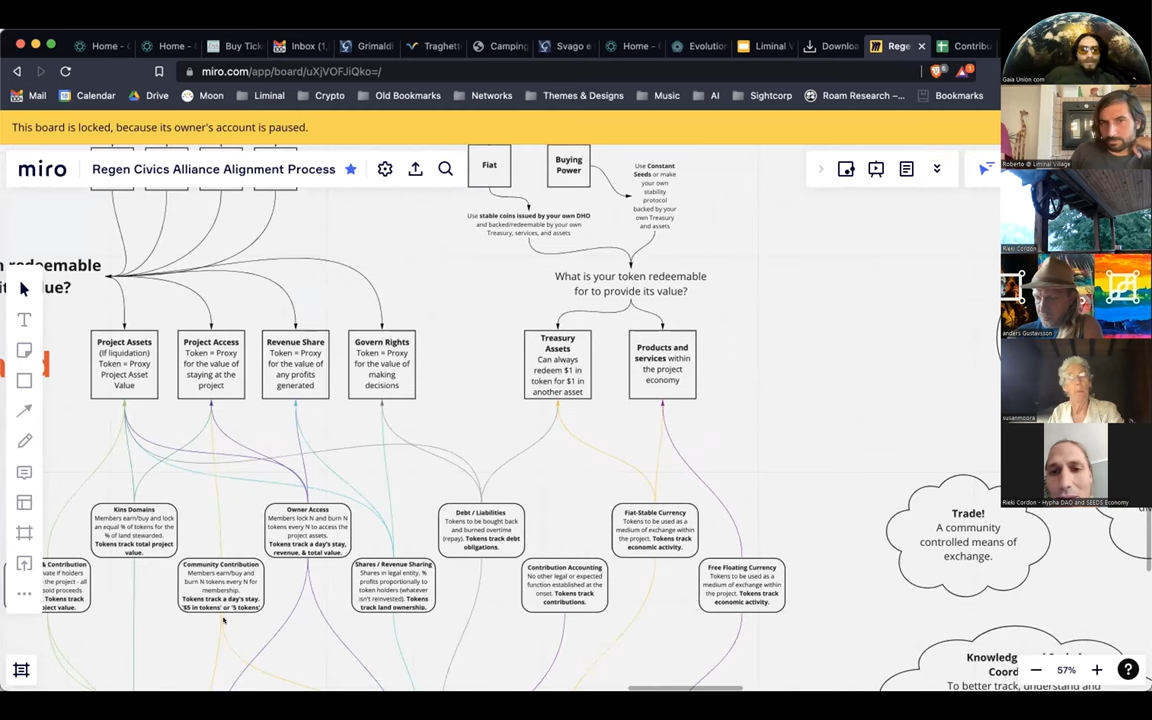 Home - (
Home -
Buy Tick
Inbox (1,
Grimaldi
Traghett
Camping
Svago e
Home - (
Evolution
Liminal V
Downloa
Rege
Contribu
miro.com/app/board/uXjVOFJiQko=/
6
1
Mail
Calendar
Drive
Moon
Liminal
Crypto
Old Bookmarks
Networks
Themes & Designs
Music
AI
Sightcorp
Roam Research –...
Bookmarks
This board is locked, because its owner's account is paused.
miro
Regen Civics Alliance Alignment Process
Fiat
Buying
Power
Use Constant
Seeds or make
your own
stability
protocol
backed by your
own Treasury
and assets
Use stable coins issued by your own DHO
and backed/redeemable by your own
Treasury, services, and assets
n redeemable
it value?
What is your token redeemable
for to provide its value?
Project Assets
(If liquidation)
Token = Proxy
Project Asset
Value
Project Access
Token = Proxy
for the value of
staying at the
project
Revenue Share
Token = Proxy
for the value of
any profits
generated
Govern Rights
Token = Proxy
for the value of
making
decisions
Treasury
Assets
Can always
redeem $1 in
token for $1 in
another asset
Products and
services within
the project
economy
Kins Domains
Members earn/buy and lock
an equal % of tokens for the
% of land stewarded.
Tokens track total project
value.
Owner Access
Members lock N and burn N
tokens every N to access the
project assets.
Tokens track a day's stay,
revenue, & total value.
Debt / Liabilities
Tokens to be bought back
and burned overtime
(repay). Tokens track debt
obligations.
Fiat-Stable Currency
Tokens to be used as a
medium of exchange within
the project. Tokens track
economic activity.
& Contribution
vate if holders
the project - all
sold proceeds
Tokens track
ject value.
Community Contribution
Members earn/buy and
burn N tokens every N for
membership.
Tokens track a day's stay.
'$5 in tokens' or '5 tokens'
Shares / Revenue Sharing
Shares in legal entity. %
profits proportionally to
token holders (whatever
isn't reinvested). Tokens
track land ownership.
Contribution Accounting
No other legal or expected
function established at the
onset. Tokens track
contributions.
Free Floating Currency
Tokens to be used as a
medium of exchange within
the project. Tokens track
economic activity.
Trade!
A community
controlled means of
exchange.
Knowledg
Coord
To better track, understand and
57%
Gaia Union com
Roberto @ Liminal Village
Rieki Cordon
anders Gustavsson
susanmoora
Rieki Cordon - Hypha DAO and SEEDS Economy